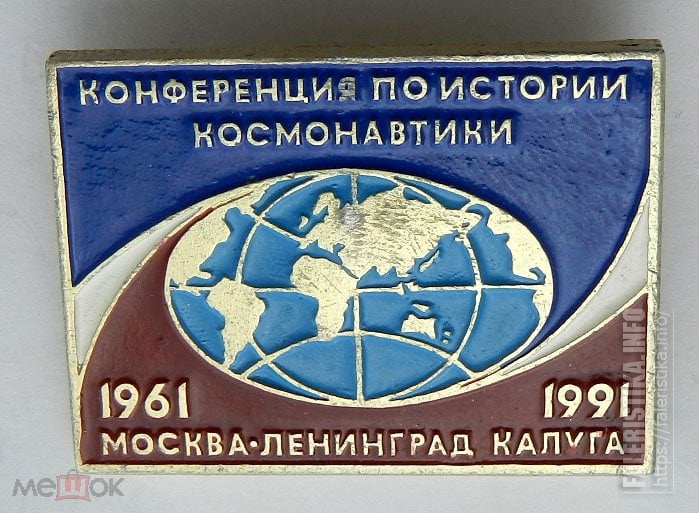 КОНФЕРЕНЦИЯ ПО ИСТОРИИ
КОСМОНАВТИКИ
1961 1991
МОСКВА·ЛЕНИНГРАД КАЛУГА
мешок
FALERISTIKA.INFO
https://faleristika.info/